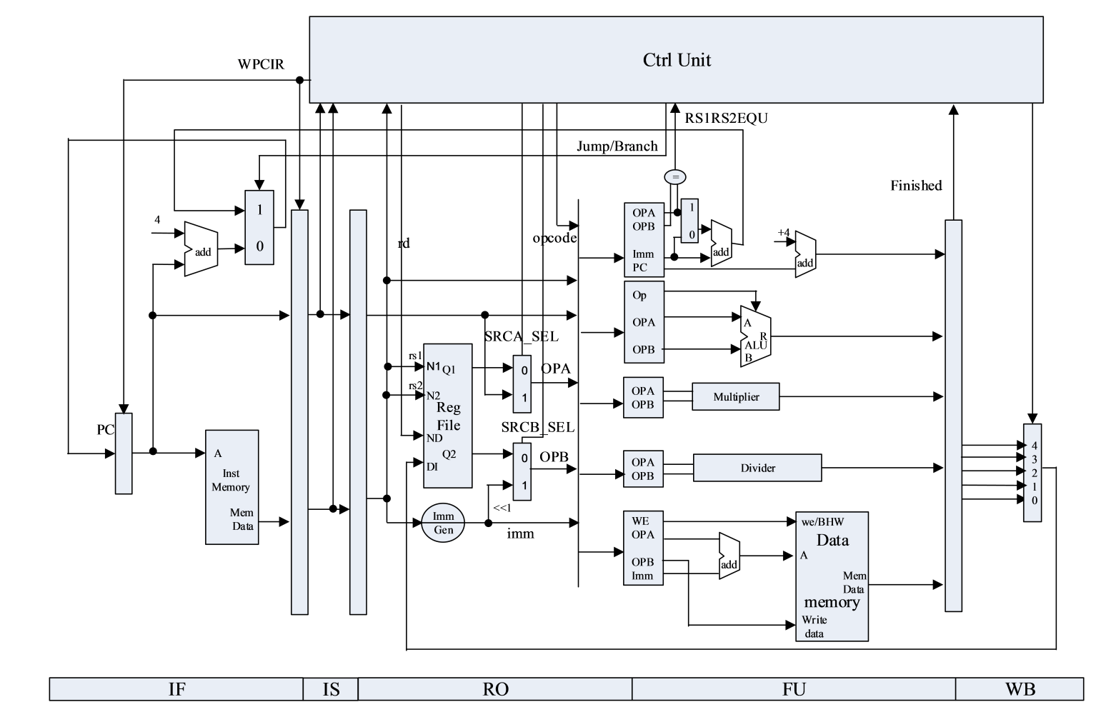 Ctrl Unit
WPCIR
RS1RS2EQU
Jump/Branch
Finished
1
0
4
add
rd
opcode
OPA
OPB
Imm
PC
=
1
0
add
+4
add
Op
OPA
OPB
A
R
ALU
B
SRCA_SEL
rs1
N1 Q1
rs2
N2
Reg
File
ND
Q2
DI
0
1
OPA
SRCB_SEL
0
1
OPB
<<1
Imm
Gen
imm
OPA
OPB
Multiplier
OPA
OPB
Divider
PC
A
Inst
Memory
Mem
Data
WE
OPA
OPB
Imm
add
we/BHW
Data
A
Mem
Data
memory
Write
data
4
3
2
1
0
IF IS RO FU WB